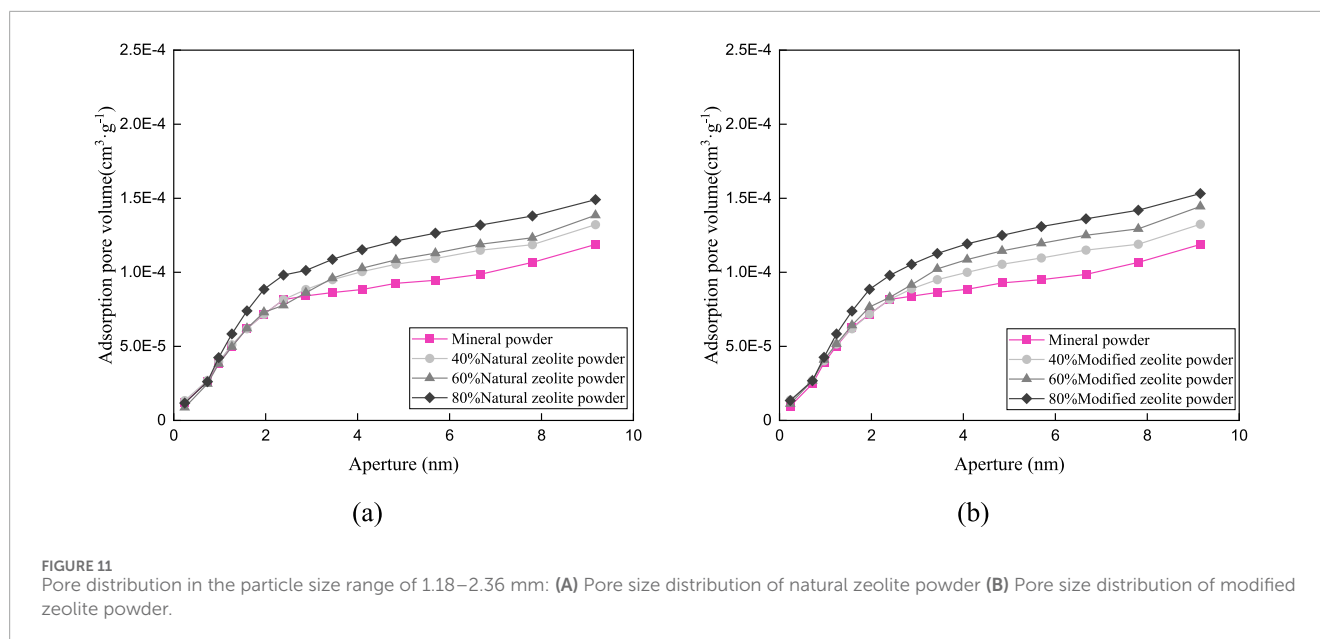 2.5E-4
2.0E-4
1.5E-4
1.0E-4
5.0E-5
0
Adsorption pore volume(cm³·g⁻¹)
Mineral powder
40%Natural zeolite powder
60%Natural zeolite powder
80%Natural zeolite powder
0 2 4 6 8 10
Aperture (nm)
(a)
2.5E-4
2.0E-4
1.5E-4
1.0E-4
5.0E-5
0
Adsorption pore volume(cm³·g⁻¹)
Mineral powder
40%Modified zeolite powder
60%Modified zeolite powder
80%Modified zeolite powder
0 2 4 6 8 10
Aperture (nm)
(b)
FIGURE 11
Pore distribution in the particle size range of 1.18–2.36 mm: (A) Pore size distribution of natural zeolite powder (B) Pore size distribution of modified
zeolite powder.